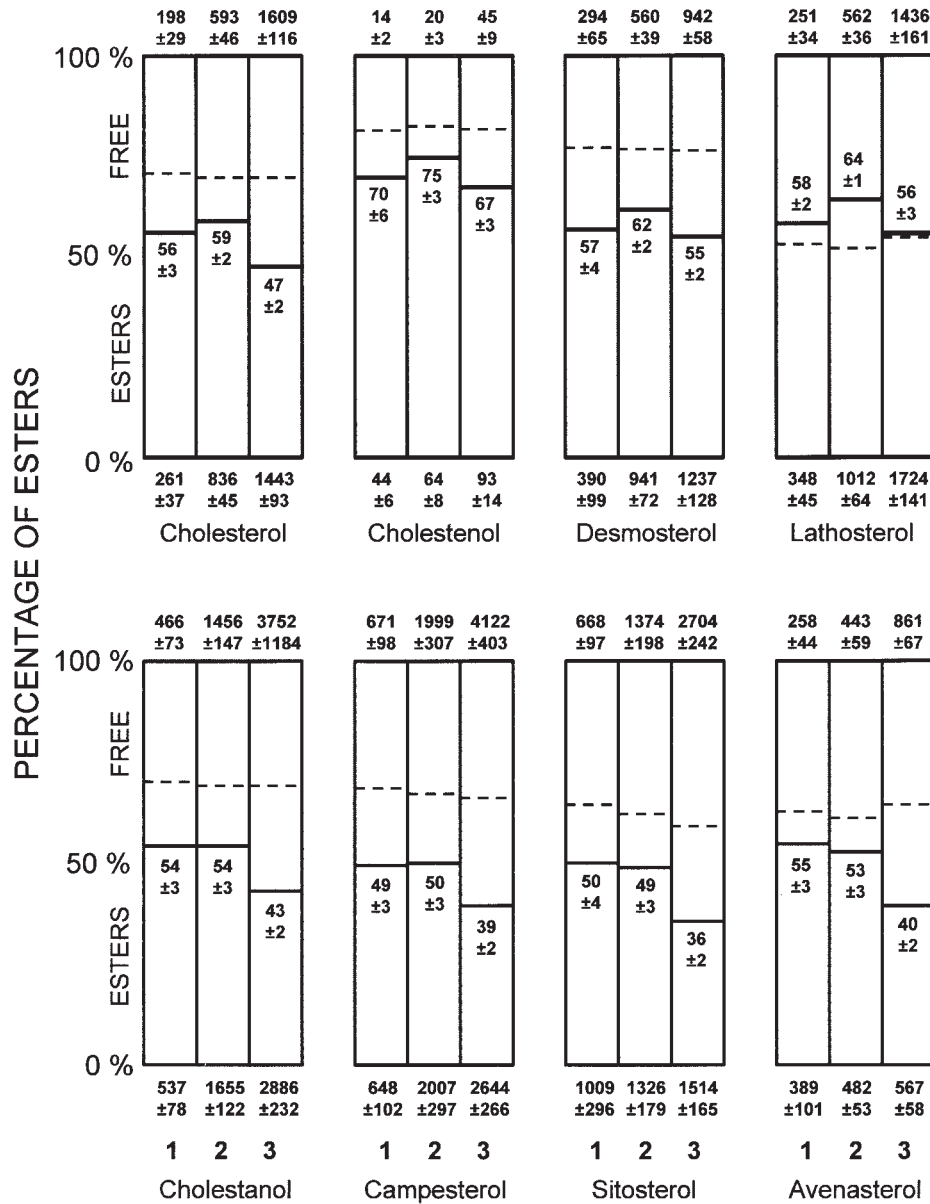 198 593 1609 14 20 45 294 560 942 251 562 1436
±29 ±46 ±116 ±2 ±3 ±9 ±65 ±39 ±58 ±34 ±36 ±161
100 %
FREE
50 %
ESTERS
0 %
56 59 47 70 75 67 57 62 55 58 64 56
±3 ±2 ±2 ±6 ±3 ±3 ±4 ±2 ±2 ±2 ±1 ±3
261 836 1443 44 64 93 390 941 1237 348 1012 1724
±37 ±45 ±93 ±6 ±8 ±14 ±99 ±72 ±128 ±45 ±64 ±141
Cholesterol Cholestenol Desmosterol Lathosterol
PERCENTAGE OF ESTERS
466 1456 3752 671 1999 4122 668 1374 2704 258 443 861
±73 ±147 ±1184 ±98 ±307 ±403 ±97 ±198 ±242 ±44 ±59 ±67
100 %
FREE
50 %
ESTERS
0 %
54 54 43 49 50 39 50 49 36 55 53 40
±3 ±3 ±2 ±3 ±3 ±2 ±4 ±3 ±2 ±3 ±3 ±2
537 1655 2886 648 2007 2644 1009 1326 1514 389 482 567
±78 ±122 ±232 ±102 ±297 ±266 ±296 ±179 ±165 ±101 ±53 ±58
1 2 3 1 2 3 1 2 3 1 2 3
Cholestanol Campesterol Sitosterol Avenasterol